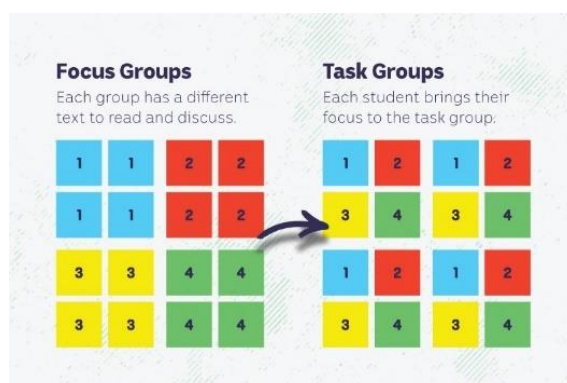 Focus Groups
Each group has a different
text to read and discuss.
1 1 2 2
1 1 2 2
3 3 4 4
3 3 4 4
Task Groups
Each student brings their
focus to the task group.
1 2 1 2
3 4 3 4
1 2 1 2
3 4 3 4